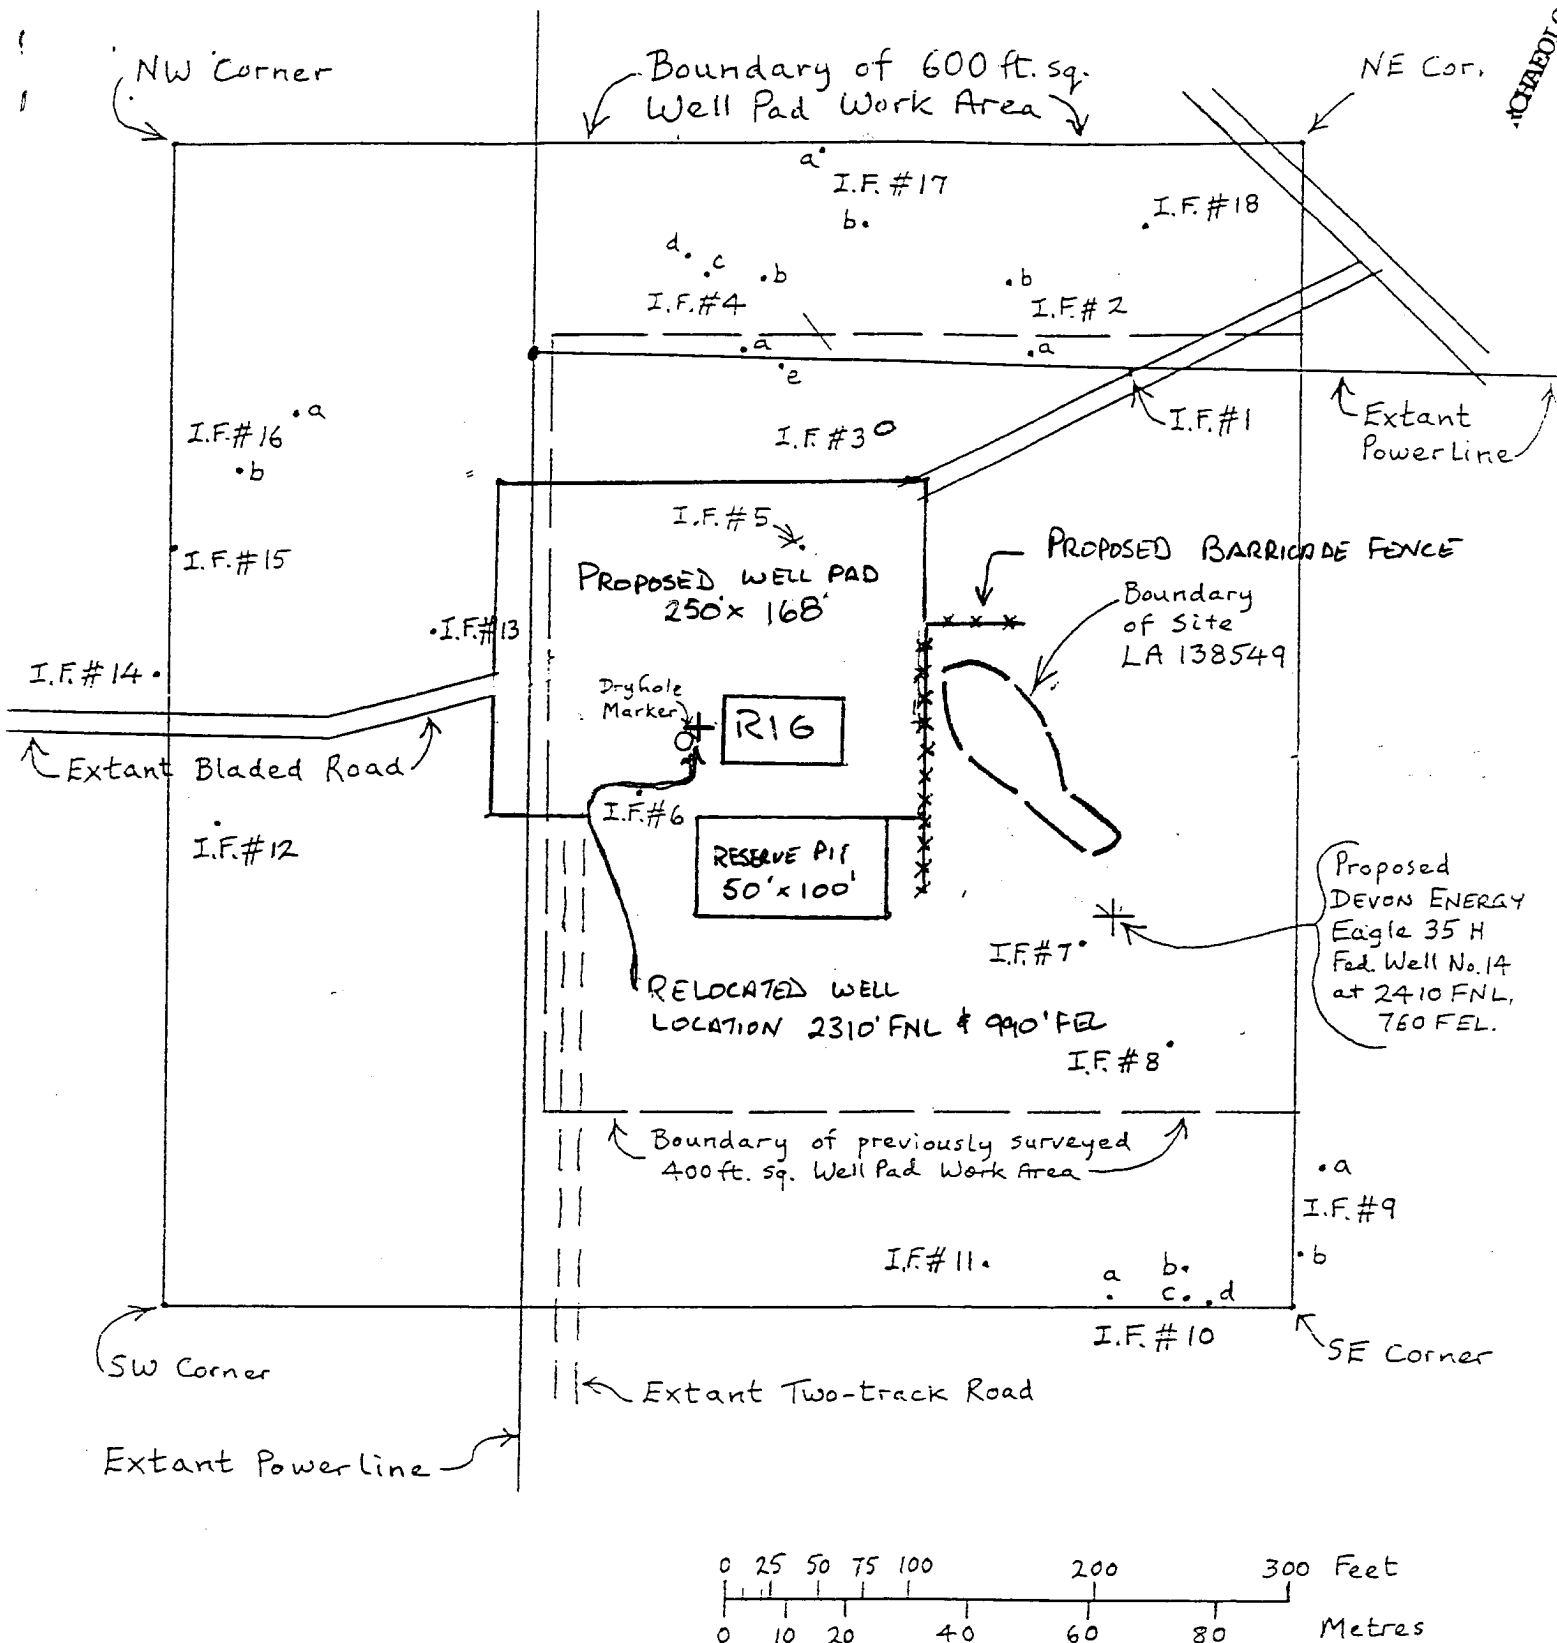 NW Corner
Boundary of 600 ft. sq.
Well Pad Work Area
NE Cor.
a
I.F. #17
b
I.F. #18
d
c
b
I.F. #4
b
I.F. #2
a
a
e
I.F. #1
Extant
Powerline
a
I.F. #16
b
I.F. #3
I.F. #5
I.F. #15
PROPOSED WELL PAD
250' x 168'
PROPOSED BARRICADE FENCE
Boundary
of Site
LA 138549
I.F. #13
I.F. #14
Dryhole
Marker
RIG
Extant Bladed Road
I.F. #6
I.F. #12
RESERVE PIT
50' x 100'
Proposed
DEVON ENERGY
Eagle 35 H
Fed. Well No. 14
at 2410 FNL,
760 FEL.
I.F. #7
RELOCATED WELL
LOCATION 2310' FNL & 990' FEL
I.F. #8
Boundary of previously surveyed
400 ft. sq. Well Pad Work Area
a
I.F. #9
b
I.F. #11
a
b
c
d
I.F. #10
SW Corner
SE Corner
Extant Two-track Road
Extant Powerline
0 25 50 75 100 200 300 Feet
0 10 20 40 60 80 Metres